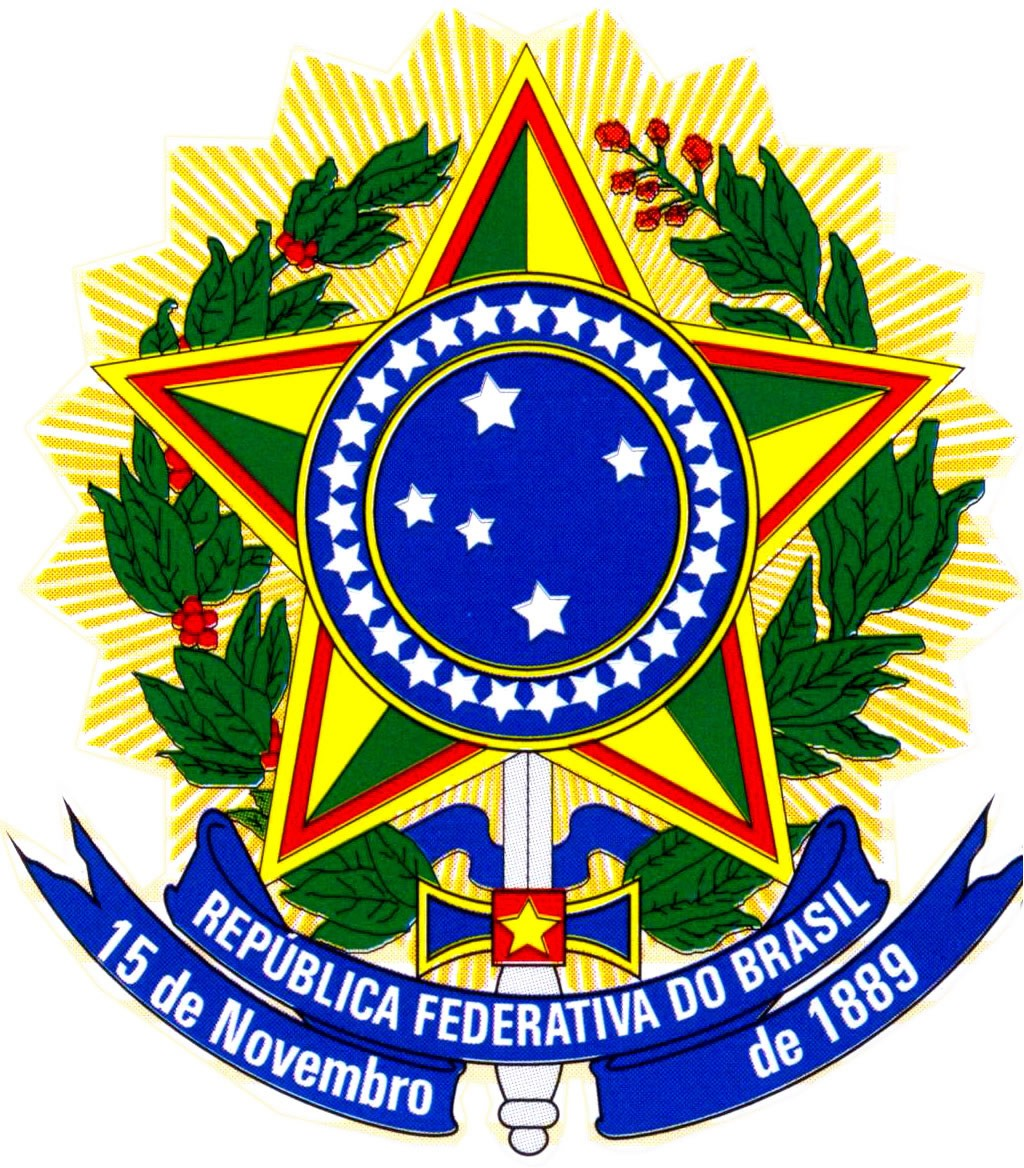 REPÚBLICA FEDERATIVA DO BRASIL
15 de Novembro de 1889